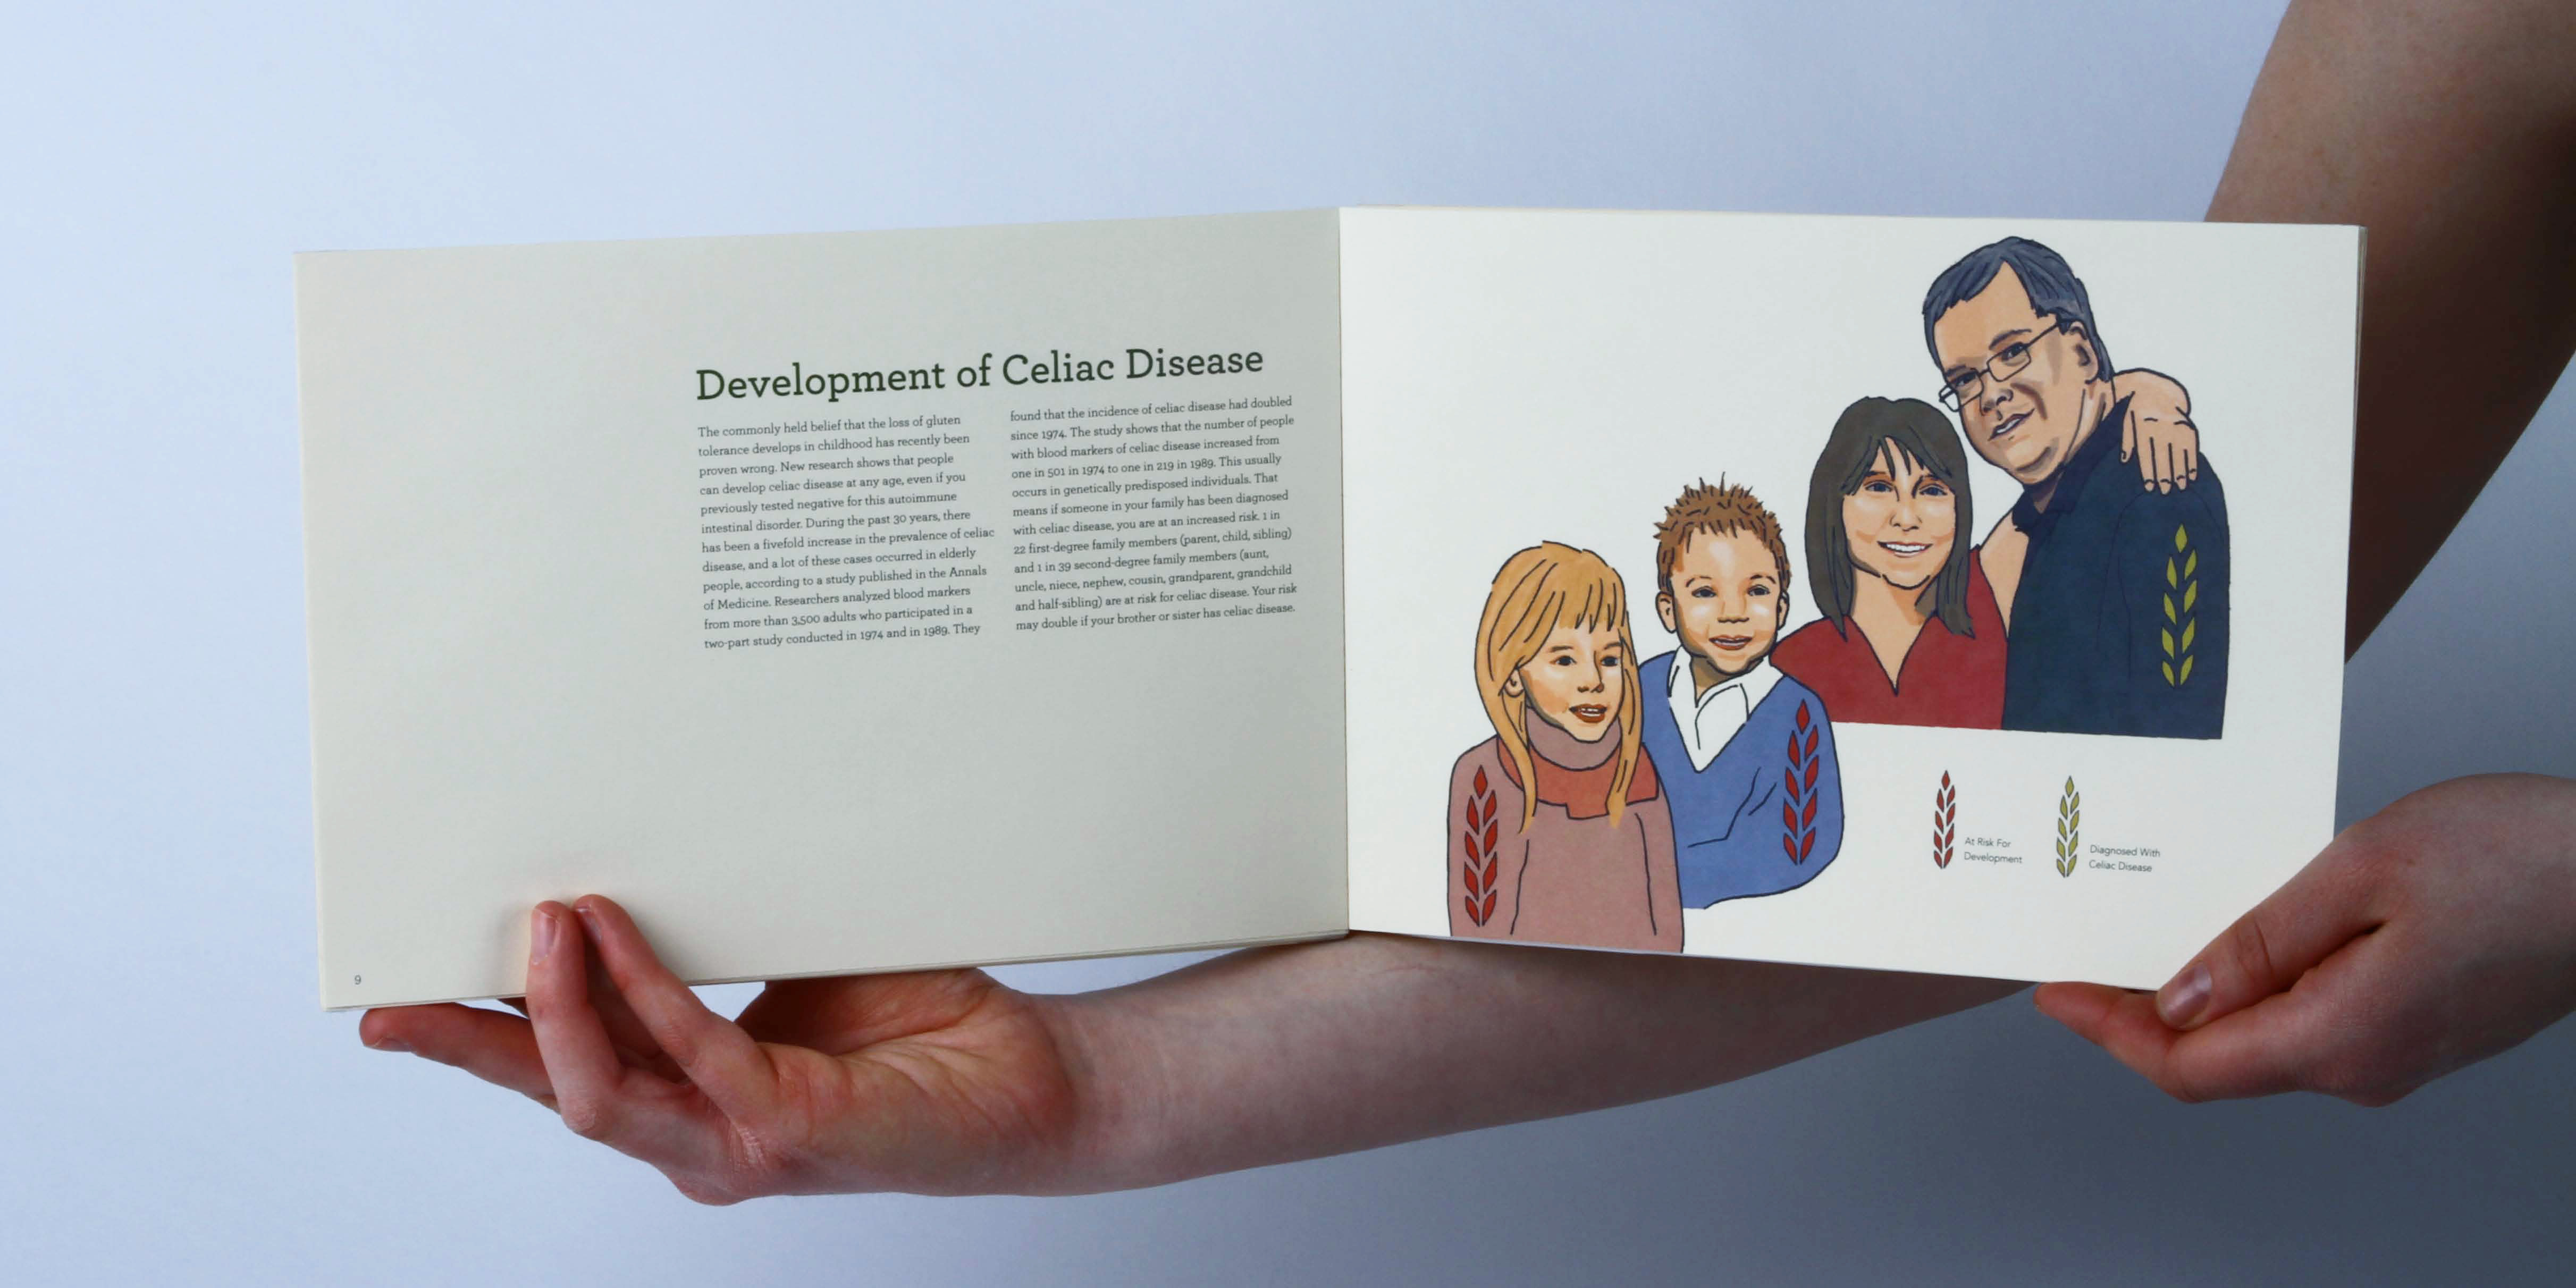 Development of Celiac Disease
The commonly held belief that the loss of gluten
tolerance develops in childhood has recently been
proven wrong. New research shows that people
can develop celiac disease at any age, even if you
previously tested negative for this autoimmune
intestinal disorder. During the past 30 years, there
has been a fivefold increase in the prevalence of celiac
disease, and a lot of these cases occurred in elderly
people, according to a study published in the Annals
of Medicine. Researchers analyzed blood markers
from more than 3,500 adults who participated in a
two-part study conducted in 1974 and in 1989. They
found that the incidence of celiac disease had doubled
since 1974. The study shows that the number of people
with blood markers of celiac disease increased from
one in 501 in 1974 to one in 219 in 1989. This usually
occurs in genetically predisposed individuals. That
means if someone in your family has been diagnosed
with celiac disease, you are at an increased risk. 1 in
22 first-degree family members (parent, child, sibling)
and 1 in 39 second-degree family members (aunt,
uncle, niece, nephew, cousin, grandparent, grandchild
and half-sibling) are at risk for celiac disease. Your risk
may double if your brother or sister has celiac disease.
9
At Risk For
Development
Diagnosed With
Celiac Disease